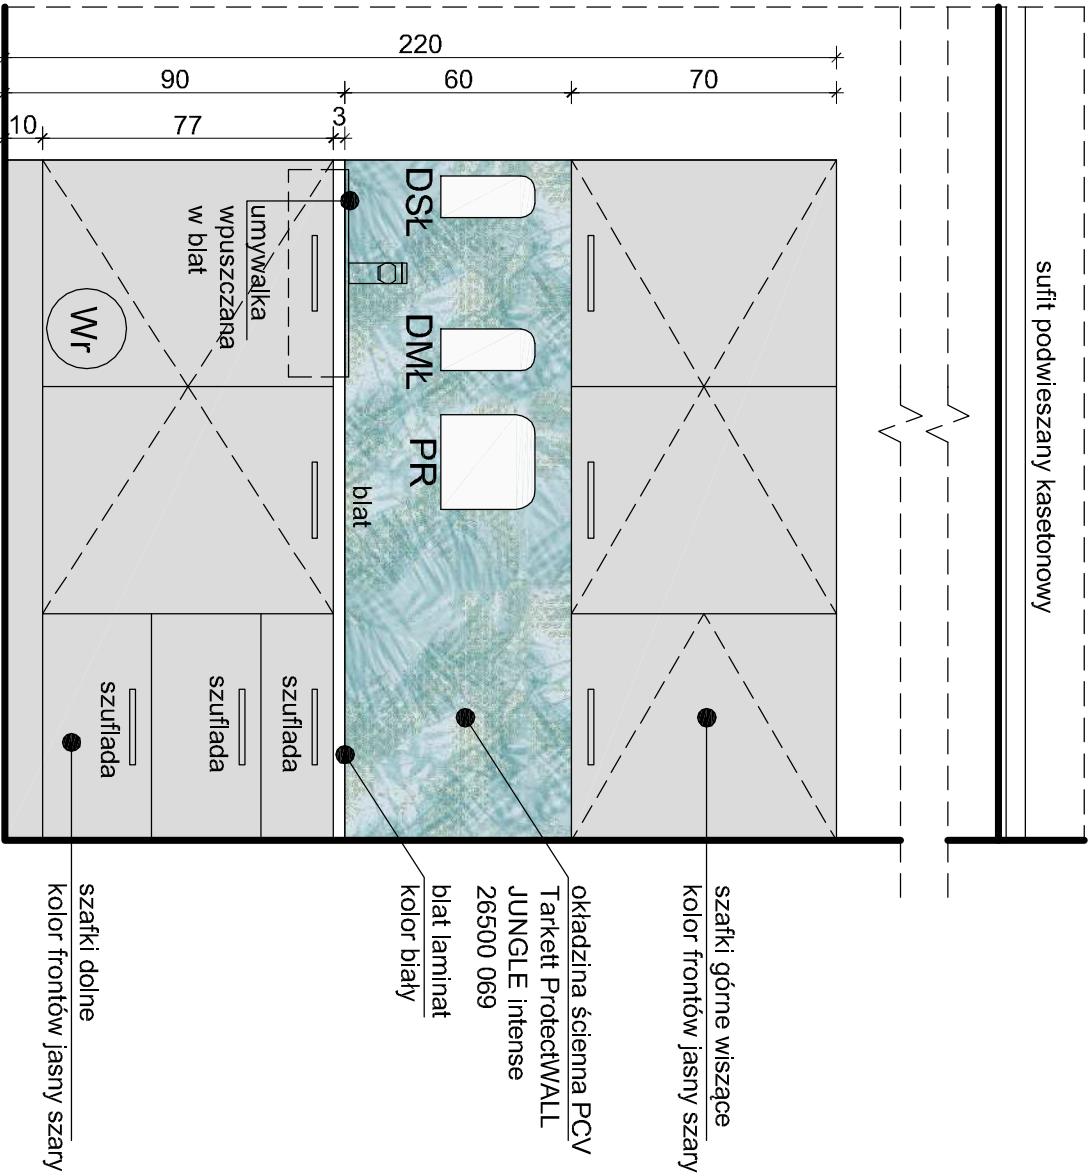 sufit podwieszany kasetonowy
220
90
60
70
10
77
3
DSŁ
DMŁ
PR
blat
umywalka
wpuszczana
w blat
Wr
szuflada
szuflada
szuflada
szafki górne wiszące
kolor frontów jasny szary
okładzina ścienna PCV
Tarkett ProtectWALL
JUNGLE intense
26500 069
blat laminat
kolor biały
szafki dolne
kolor frontów jasny szary